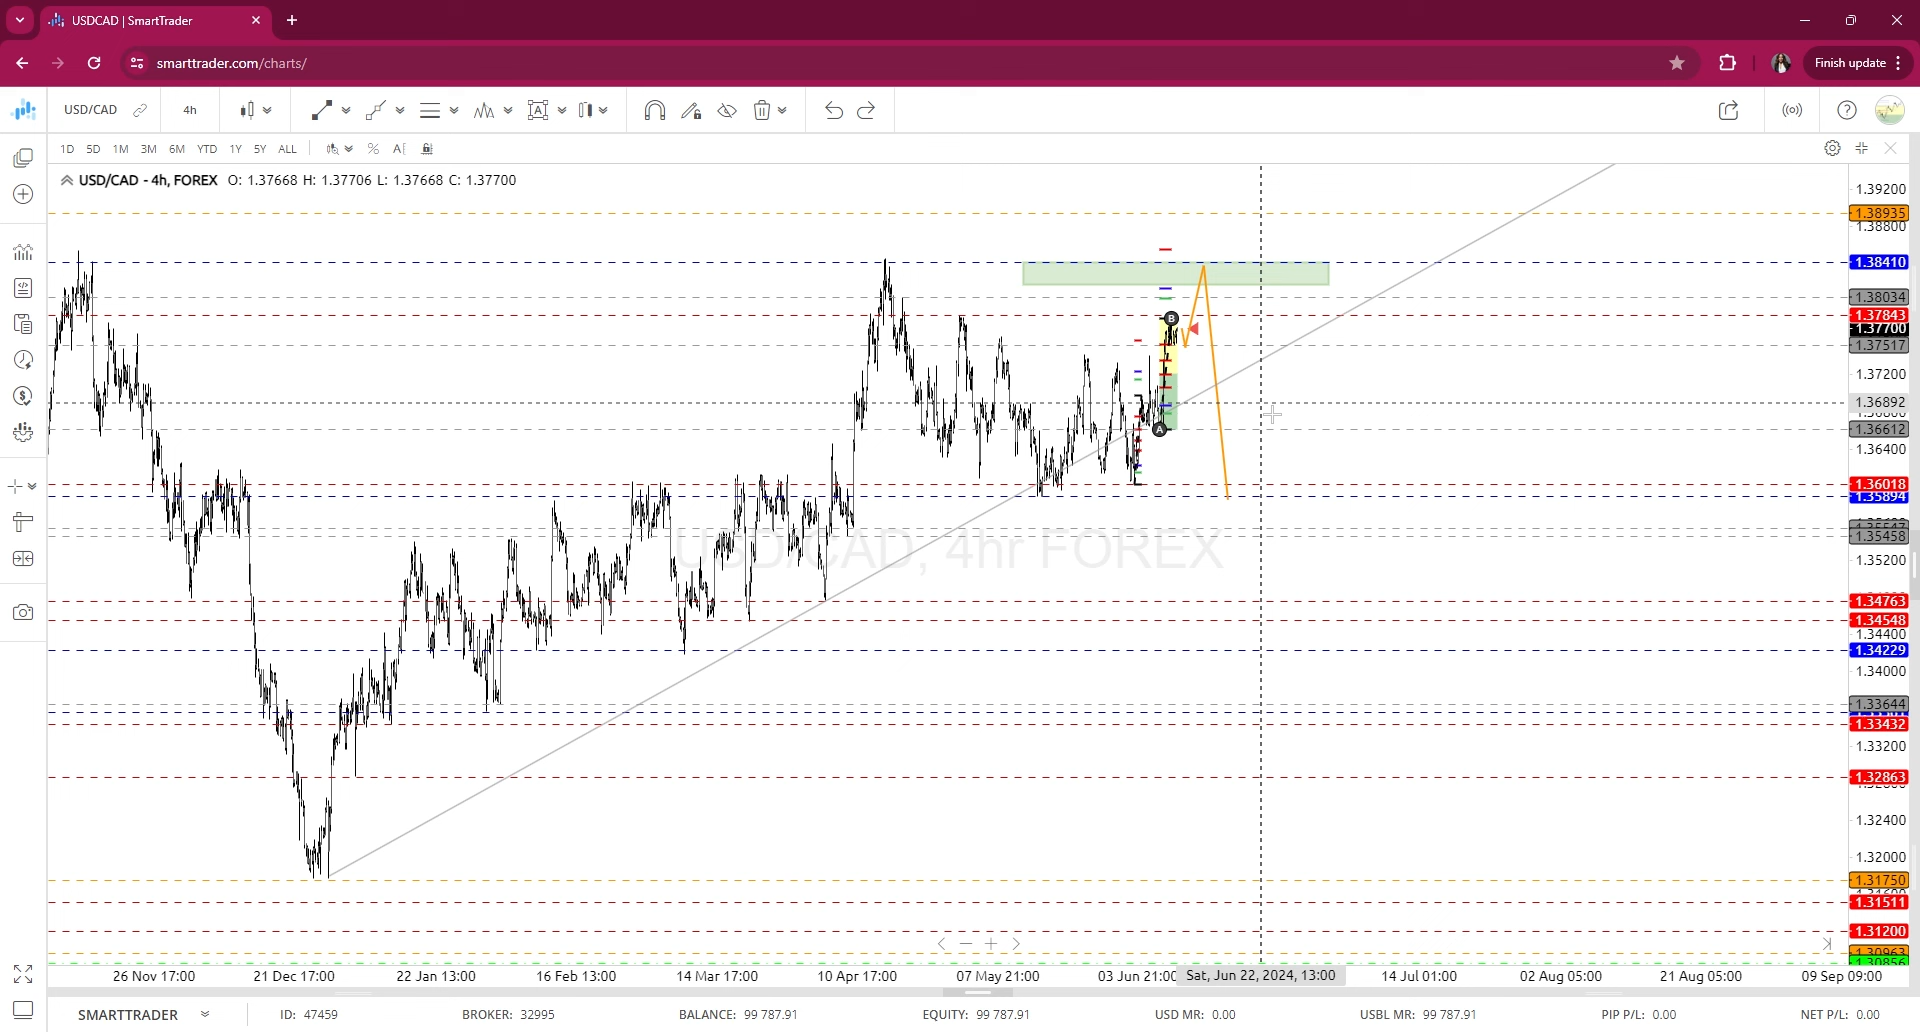 USDCAD | SmartTrader
smarttrader.com/charts/
Finish update
USD/CAD 4h
1D 5D 1M 3M 6M YTD 1Y 5Y ALL % A
USD/CAD - 4h, FOREX O: 1.37668 H: 1.37706 L: 1.37668 C: 1.37700
1.39200
1.38935
1.38800
1.38410
1.38034
1.37843
1.37700
1.37517
1.37200
1.36892
1.36612
1.36400
1.36018
1.35894
1.35458
1.35200
1.34763
1.34548
1.34400
1.34229
1.34000
1.33644
1.33432
1.33200
1.32863
1.32400
1.32000
1.31750
1.31511
1.31200
1.30963
1.30856
B
A
USD/CAD, 4hr FOREX
26 Nov 17:00 21 Dec 17:00 22 Jan 13:00 16 Feb 13:00 14 Mar 17:00 10 Apr 17:00 07 May 21:00 03 Jun 21:00 Sat, Jun 22, 2024, 13:00 14 Jul 01:00 02 Aug 05:00 21 Aug 05:00 09 Sep 09:00
SMARTTRADER ID: 47459 BROKER: 32995 BALANCE: 99 787.91 EQUITY: 99 787.91 USD MR: 0.00 USBL MR: 99 787.91 PIP P/L: 0.00 NET P/L: 0.00